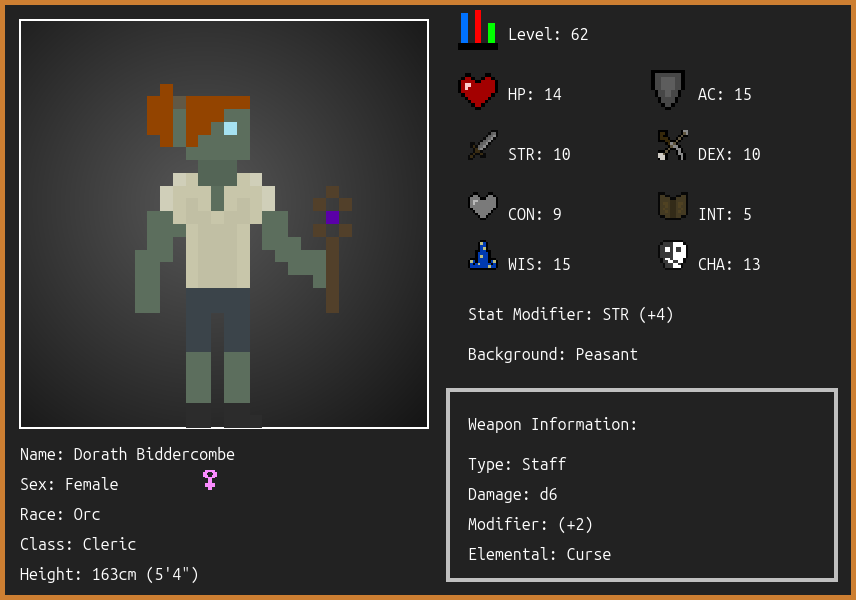 Level: 62
HP: 14
AC: 15
STR: 10
DEX: 10
CON: 9
INT: 5
WIS: 15
CHA: 13
Stat Modifier: STR (+4)
Background: Peasant
Weapon Information:
Type: Staff
Damage: d6
Modifier: (+2)
Elemental: Curse
Name: Dorath Biddercombe
Sex: Female
Race: Orc
Class: Cleric
Height: 163cm (5'4")